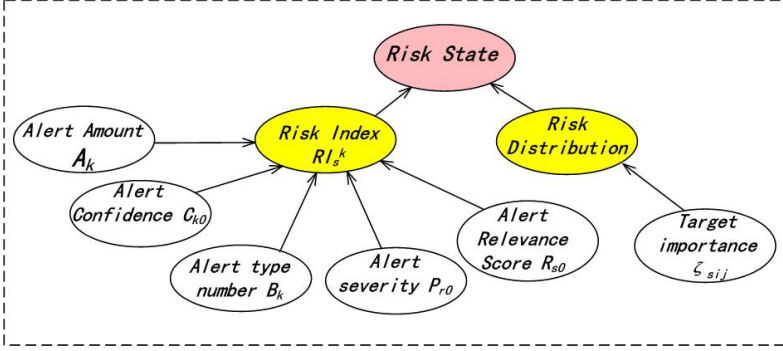 Risk State
Alert Amount
Ak
Risk Index
RIsk
Risk
Distribution
Alert
Confidence Ck0
Alert type
number Bk
Alert
severity Pr0
Alert
Relevance
Score Rs0
Target
importance
ζsij